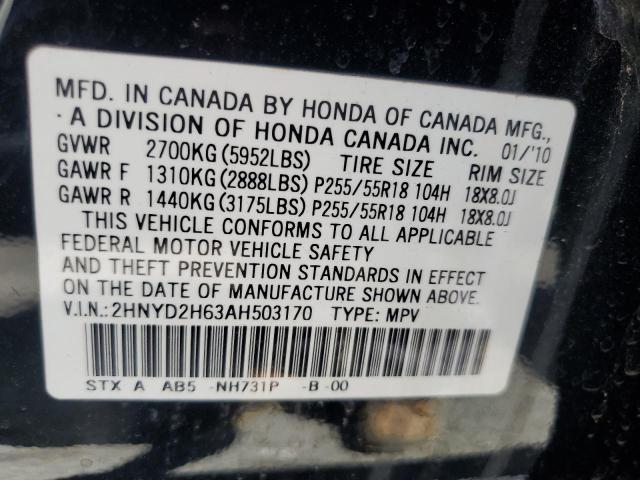 MFD. IN CANADA BY HONDA OF CANADA MFG.,
A DIVISION OF HONDA CANADA INC. 01/'10
GVWR 2700KG(5952LBS) TIRE SIZE RIM SIZE
GAWR F 1310KG(2888LBS) P255/55R18 104H 18X8.0J
GAWR R 1440KG(3175LBS) P255/55R18 104H 18X8.0J
THIS VEHICLE CONFORMS TO ALL APPLICABLE
FEDERAL MOTOR VEHICLE SAFETY
AND THEFT PREVENTION STANDARDS IN EFFECT
ON THE DATE OF MANUFACTURE SHOWN ABOVE.
V.I.N.:2HNYD2H63AH503170 TYPE: MPV
STX A AB5 -NH731P -B-00